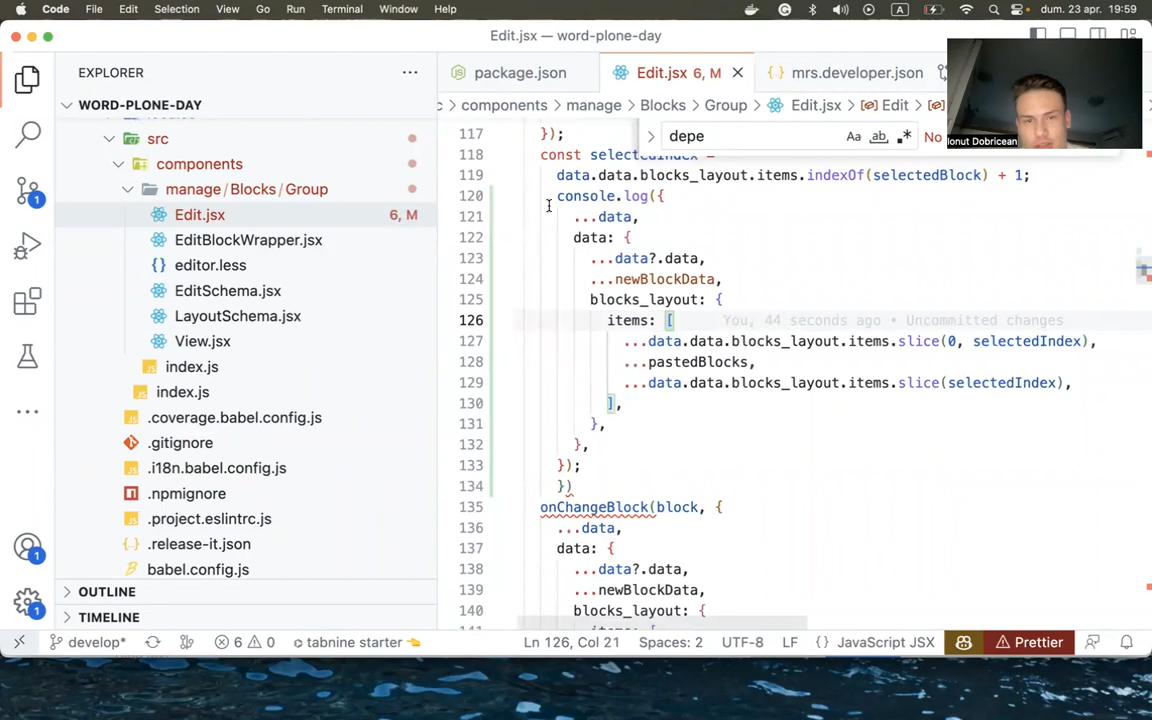 Code File Edit Selection View Go Run Terminal Window Help A dum. 23 apr. 19:59
Edit.jsx — word-plone-day
EXPLORER
package.json
Edit.jsx 6, M
mrs.developer.json
WORD-PLONE-DAY
c > components > manage > Blocks > Group > Edit.jsx > Edit >
depe
Aa ab No
Ionut Dobricean
src
components
manage / Blocks / Group
Edit.jsx 6, M
EditBlockWrapper.jsx
editor.less
EditSchema.jsx
LayoutSchema.jsx
View.jsx
index.js
index.js
.coverage.babel.config.js
.gitignore
.i18n.babel.config.js
.npmignore
.project.eslintrc.js
.release-it.json
babel.config.js
OUTLINE
TIMELINE
117 });
118 const selectedIndex =
119 data.data.blocks_layout.items.indexOf(selectedBlock) + 1;
120 console.log({
121 ...data,
122 data: {
123 ...data?.data,
124 ...newBlockData,
125 blocks_layout: {
126 items: [ You, 44 seconds ago • Uncommitted changes
127 ...data.data.blocks_layout.items.slice(0, selectedIndex),
128 ...pastedBlocks,
129 ...data.data.blocks_layout.items.slice(selectedIndex),
130 ],
131 },
132 },
133 });
134 })
135 onChangeBlock(block, {
136 ...data,
137 data: {
138 ...data?.data,
139 ...newBlockData,
140 blocks_layout: {
1
1
1
develop* 6 0 tabnine starter Ln 126, Col 21 Spaces: 2 UTF-8 LF {} JavaScript JSX Prettier